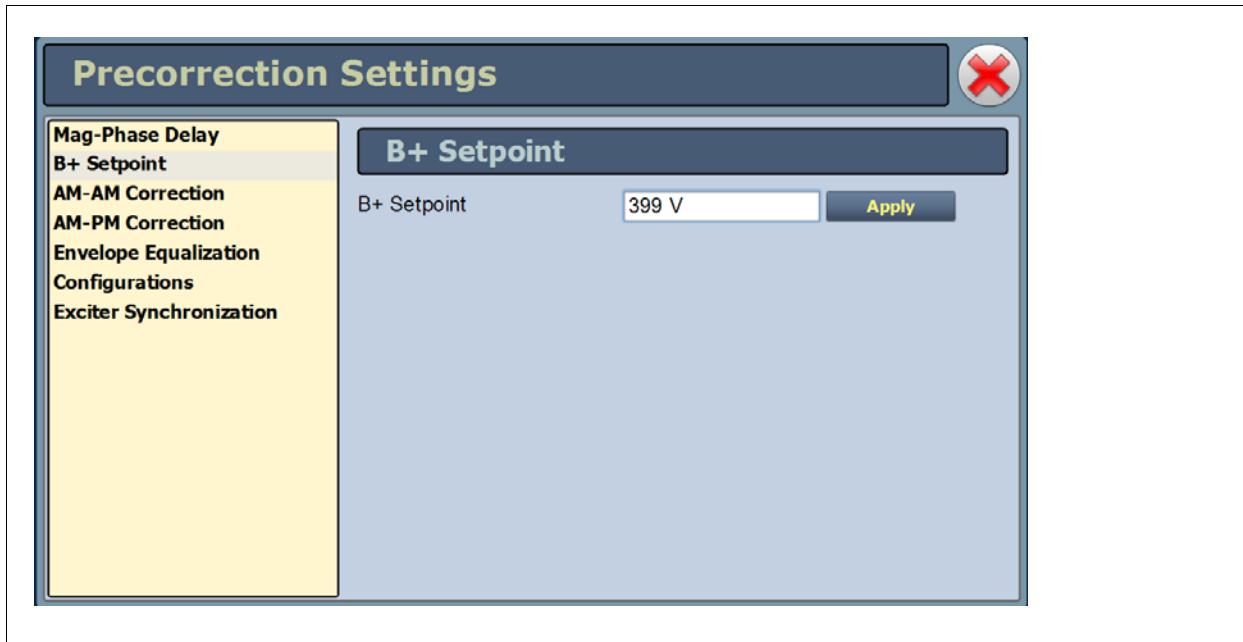 Precorrection Settings
Mag-Phase Delay
B+ Setpoint
AM-AM Correction
AM-PM Correction
Envelope Equalization
Configurations
Exciter Synchronization
B+ Setpoint
B+ Setpoint 399 V Apply